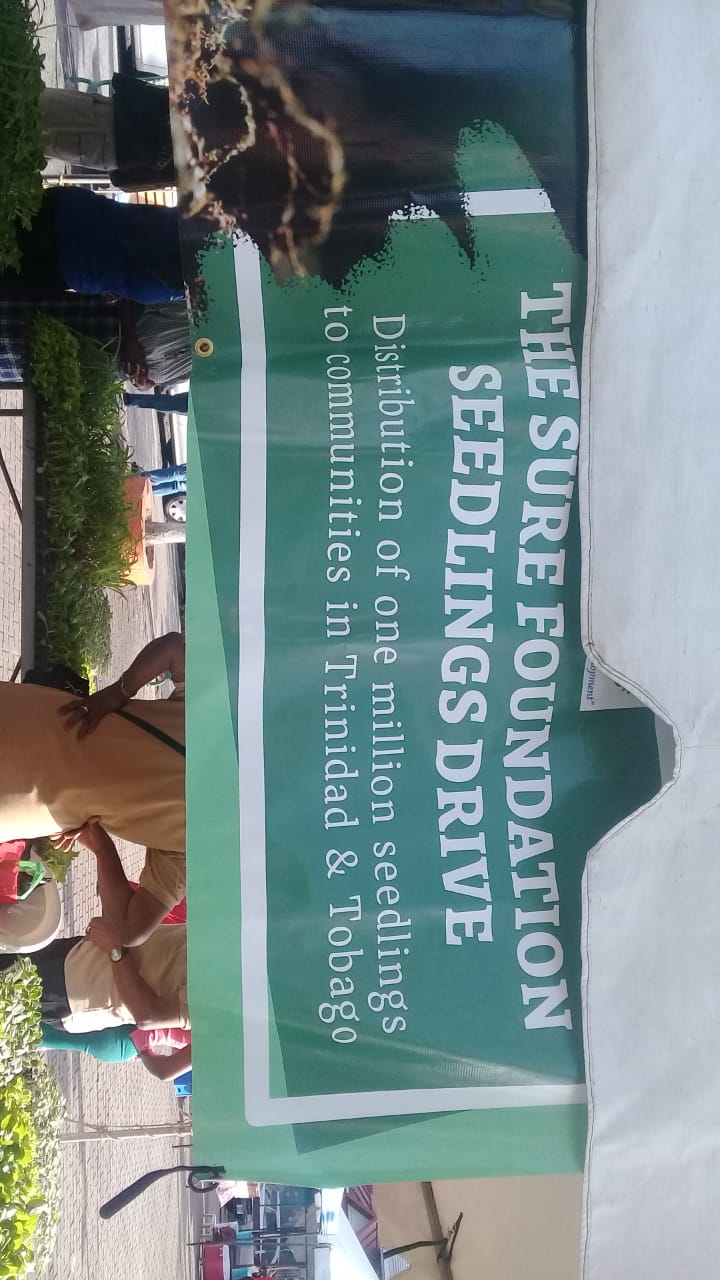 THE SURE FOUNDATION
SEEDLINGS DRIVE
Distribution of one million seedlings
to communities in Trinidad & Tobago